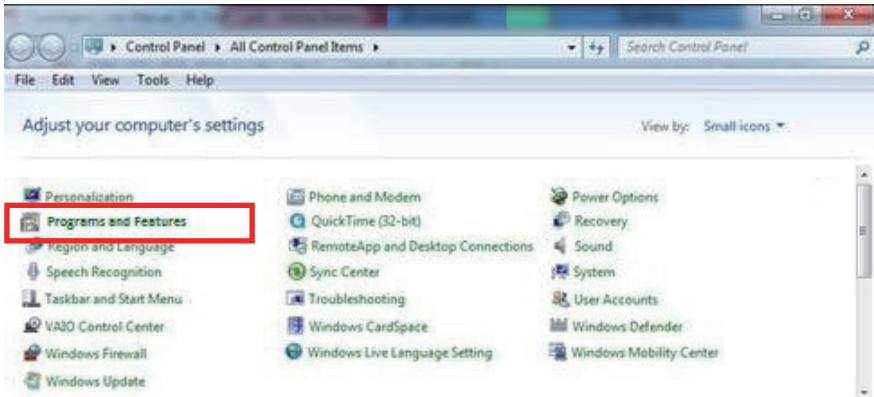 Control Panel ▸ All Control Panel Items ▸
Search Control Panel
File Edit View Tools Help
Adjust your computer's settings
View by: Small icons
Personalization
Programs and Features
Region and Language
Speech Recognition
Taskbar and Start Menu
VAIO Control Center
Windows Firewall
Windows Update
Phone and Modem
QuickTime (32-bit)
RemoteApp and Desktop Connections
Sync Center
Troubleshooting
Windows CardSpace
Windows Live Language Setting
Power Options
Recovery
Sound
System
User Accounts
Windows Defender
Windows Mobility Center